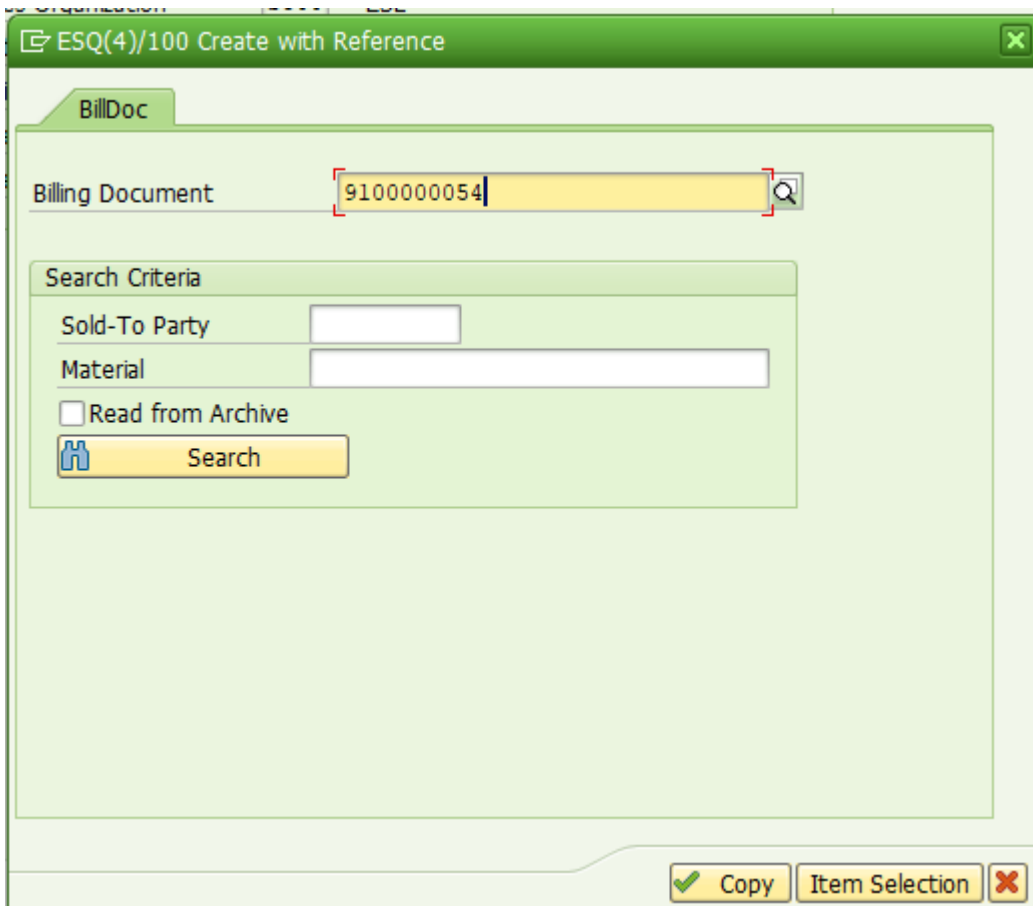 ESQ(4)/100 Create with Reference
BillDoc
Billing Document 9100000054
Search Criteria
Sold-To Party
Material
Read from Archive
Search
Copy Item Selection